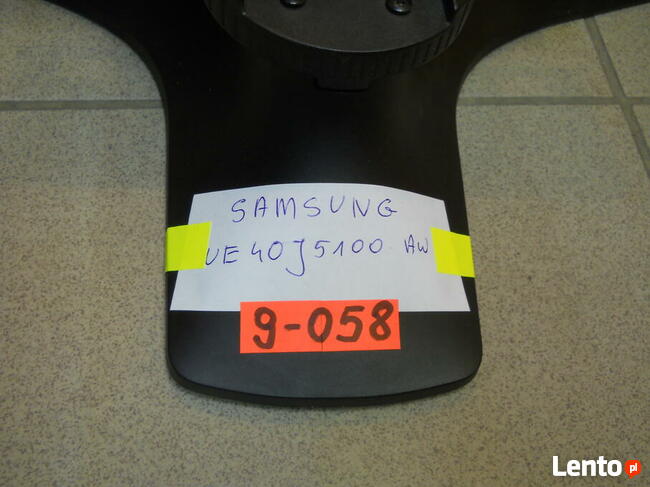 SAMSUNG
UE40J5100 AW
9-058
Lento.pl